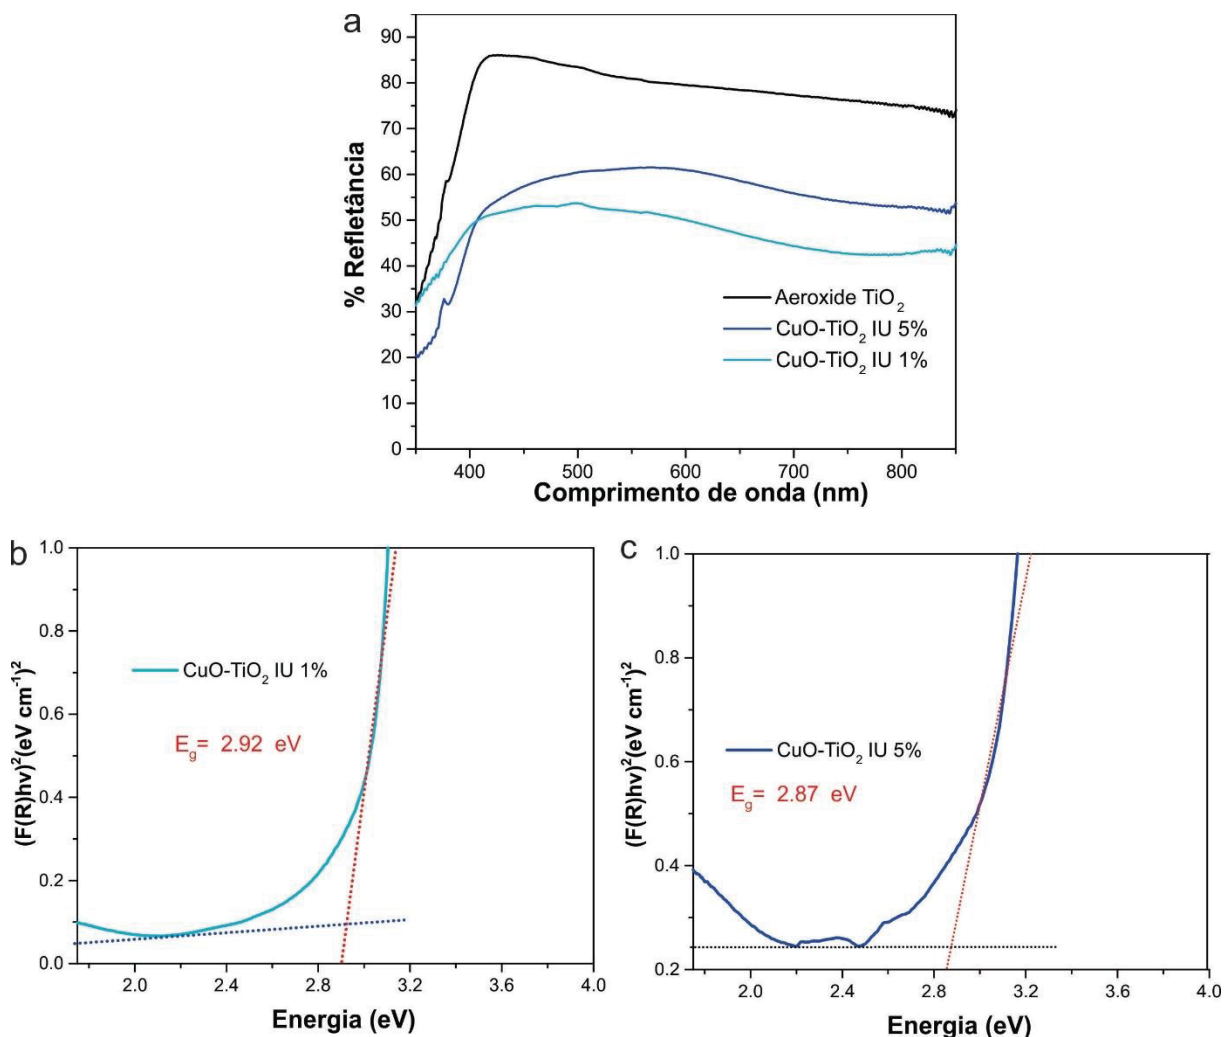 a
90
80
70
60
50
40
30
20
10
0
% Refletância
Aeroxide TiO2
CuO-TiO2 IU 5%
CuO-TiO2 IU 1%
400 500 600 700 800
Comprimento de onda (nm)
b
1.0
0.8
0.6
0.4
0.2
0.0
(F(R)hv)²(eV cm⁻¹)²
CuO-TiO2 IU 1%
Eg= 2.92 eV
2.0 2.4 2.8 3.2 3.6 4.0
Energia (eV)
c
1.0
0.8
0.6
0.4
0.2
(F(R)hv)²(eV cm⁻¹)²
CuO-TiO2 IU 5%
Eg= 2.87 eV
2.0 2.4 2.8 3.2 3.6 4.0
Energia (eV)